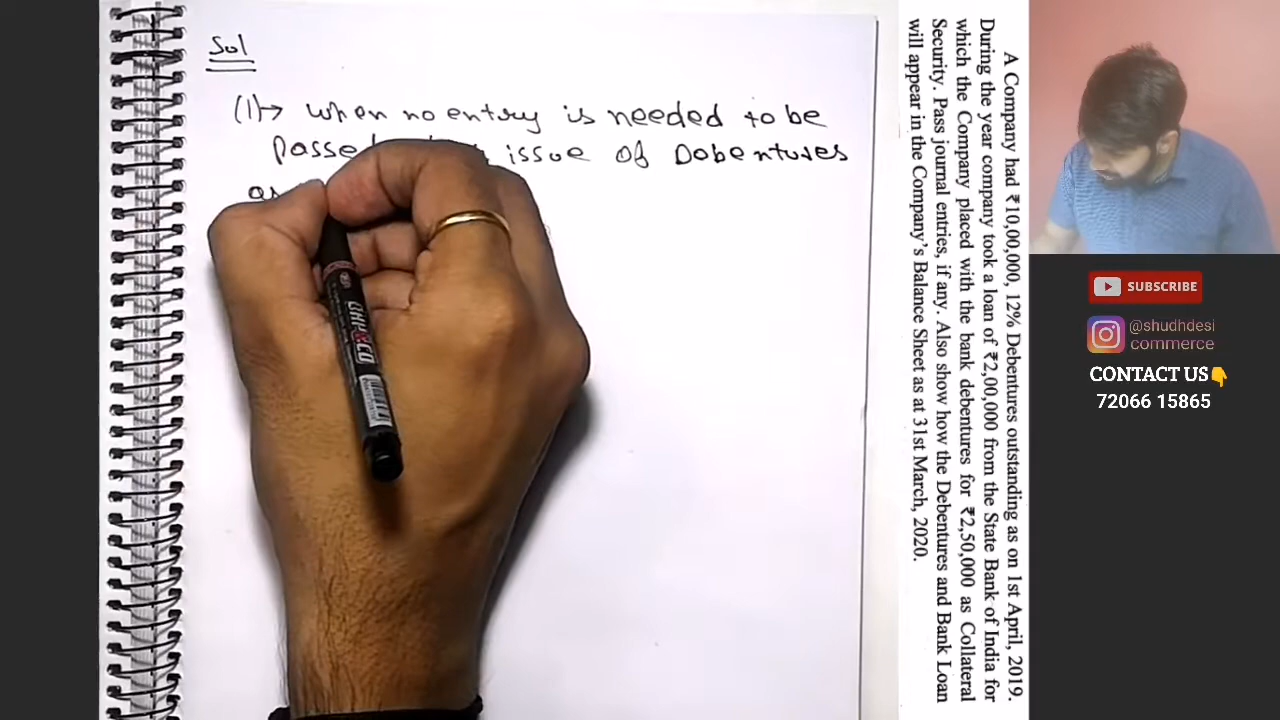 Sol
(1)→ when no entry is needed to be
issue of Dobentures
A Company had ₹10,00,000, 12% Debentures outstanding as on 1st April, 2019.
During the year company took a loan of ₹2,00,000 from the State Bank of India for
which the Company placed with the bank debentures for ₹2,50,000 as Collateral
Security. Pass journal entries, if any. Also show how the Debentures and Bank Loan
will appear in the Company's Balance Sheet as at 31st March, 2020.
SUBSCRIBE
@shudhdesi
commerce
CONTACT US👇
72066 15865